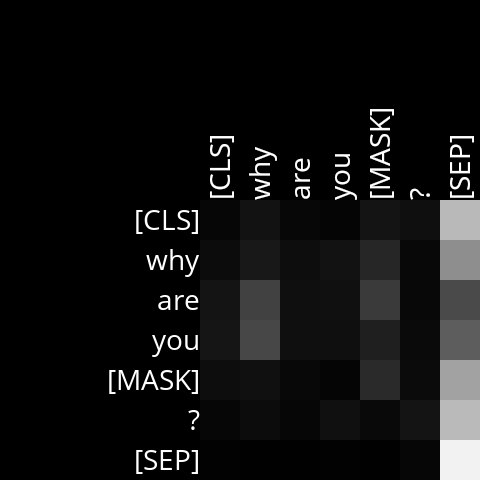 [CLS] why are you [MASK] ? [SEP]
[CLS]
why
are
you
[MASK]
?
[SEP]